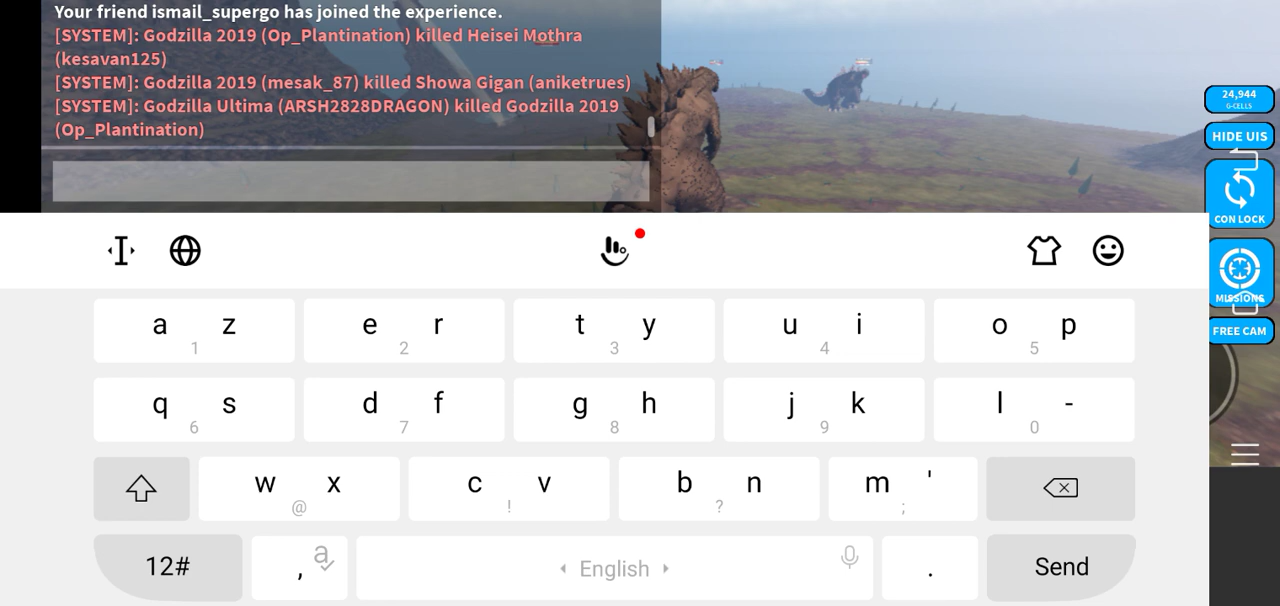 Your friend ismail_supergo has joined the experience.
[SYSTEM]: Godzilla 2019 (Op_Plantination) killed Heisei Mothra
(kesavan125)
[SYSTEM]: Godzilla 2019 (mesak_87) killed Showa Gigan (aniketrues)
[SYSTEM]: Godzilla Ultima (ARSH2828DRAGON) killed Godzilla 2019
(Op_Plantination)
24,944
G-CELLS
HIDE UIS
CON LOCK
MISSIONS
FREE CAM
a z e r t y u i o p
1 2 3 4 5
q s d f g h j k l -
6 7 8 9 0
w x c v b n m '
@ ! ? ;
12# , a English . Send